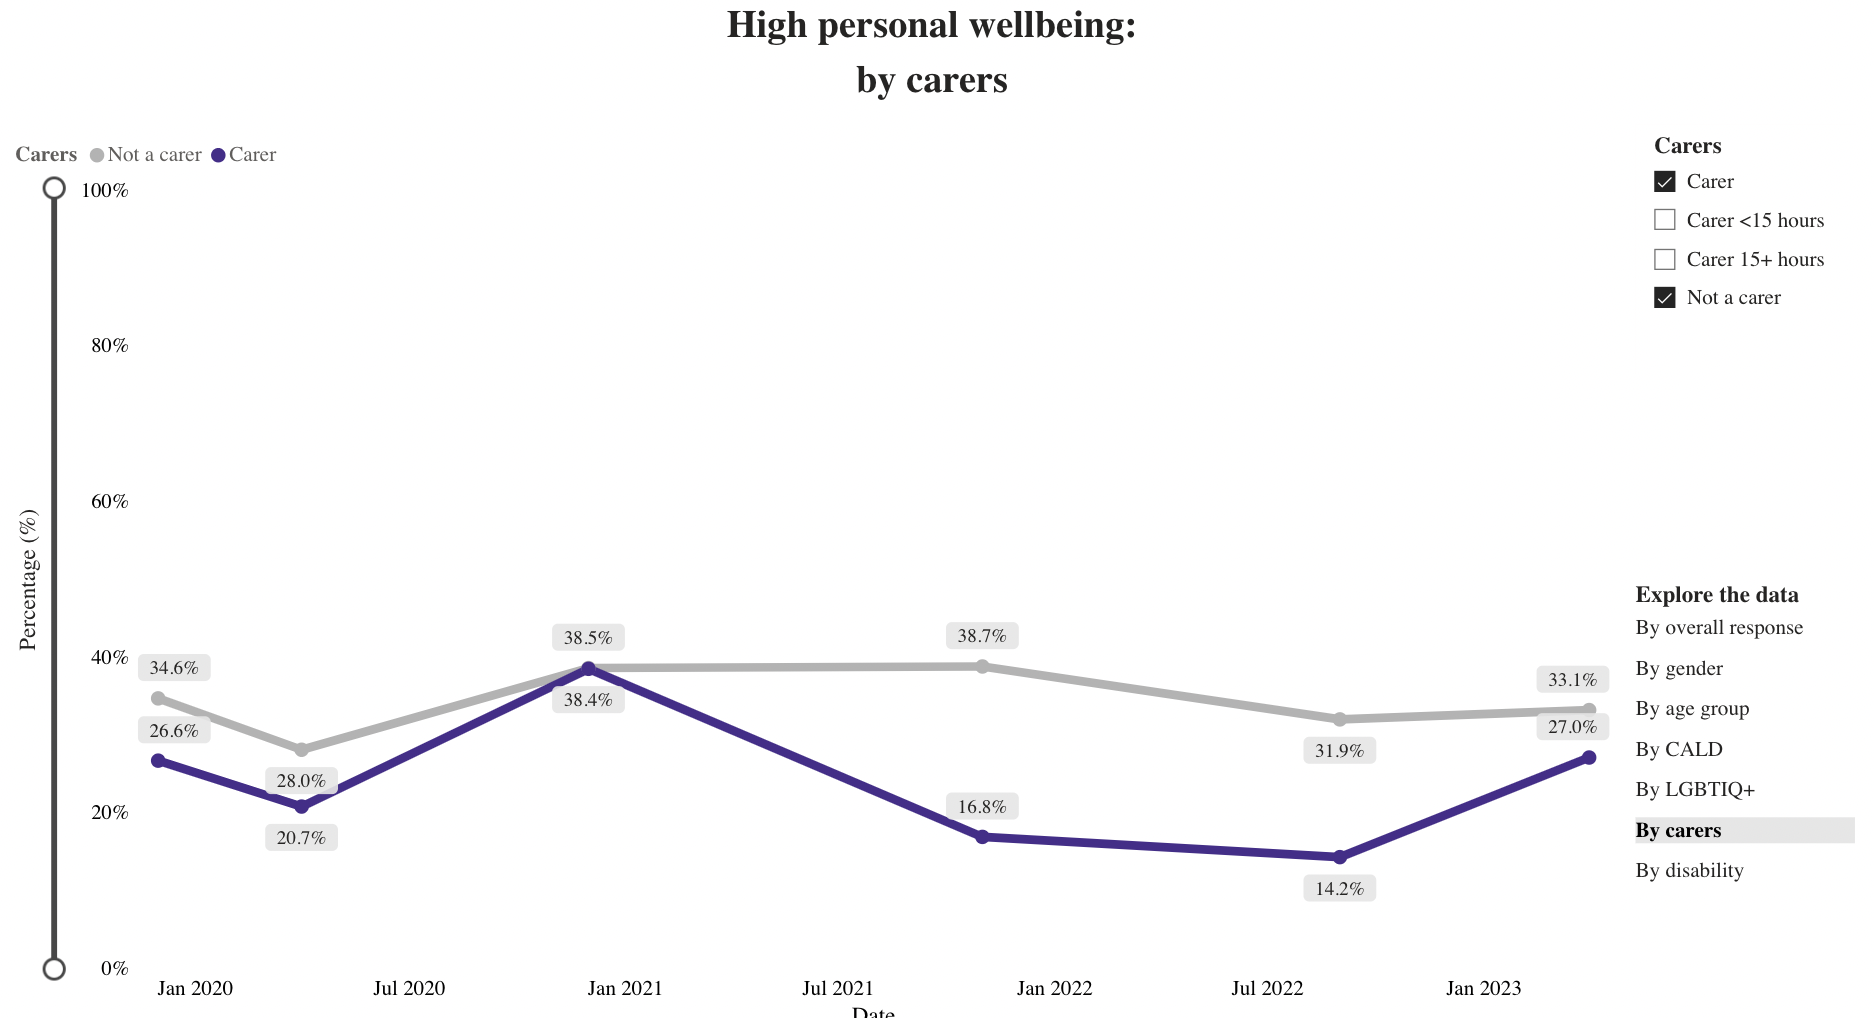 High personal wellbeing:
by carers
Carers Not a carer Carer
100%
80%
60%
40%
20%
0%
Percentage (%)
34.6%
26.6%
28.0%
20.7%
38.5%
38.4%
38.7%
16.8%
31.9%
14.2%
33.1%
27.0%
Jan 2020 Jul 2020 Jan 2021 Jul 2021 Jan 2022 Jul 2022 Jan 2023
Date
Carers
Carer
Carer <15 hours
Carer 15+ hours
Not a carer
Explore the data
By overall response
By gender
By age group
By CALD
By LGBTIQ+
By carers
By disability